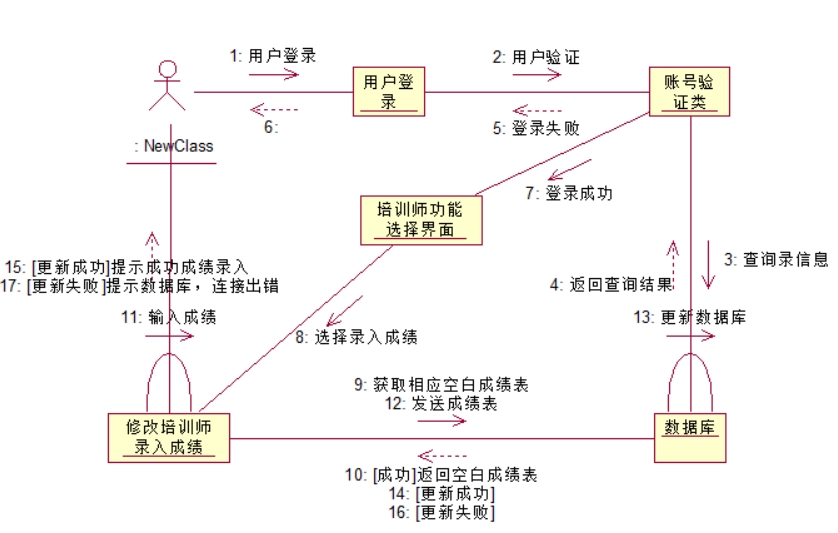 1: 用户登录
2: 用户验证
用户登
录
账号验
证类
6:
5: 登录失败
: NewClass
7: 登录成功
培训师功能
选择界面
15: [更新成功]提示成功成绩录入
17: [更新失败]提示数据库，连接出错
3: 查询录信息
4: 返回查询结果
11: 输入成绩
13: 更新数据库
8: 选择录入成绩
9: 获取相应空白成绩表
12: 发送成绩表
修改培训师
录入成绩
数据库
10: [成功]返回空白成绩表
14: [更新成功]
16: [更新失败]